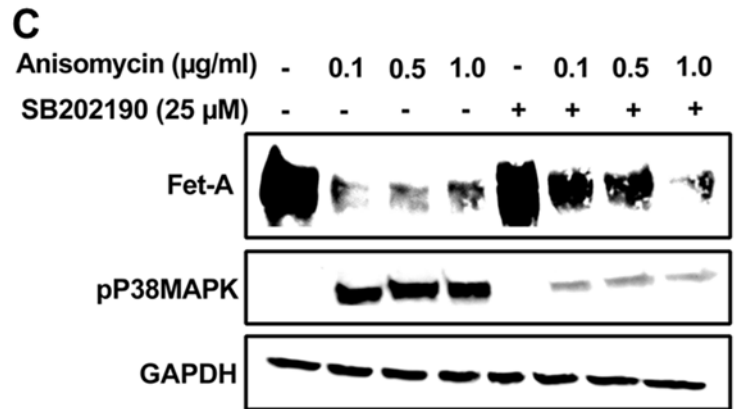 C
Anisomycin (µg/ml) - 0.1 0.5 1.0 - 0.1 0.5 1.0
SB202190 (25 µM) - - - - + + + +
Fet-A
pP38MAPK
GAPDH